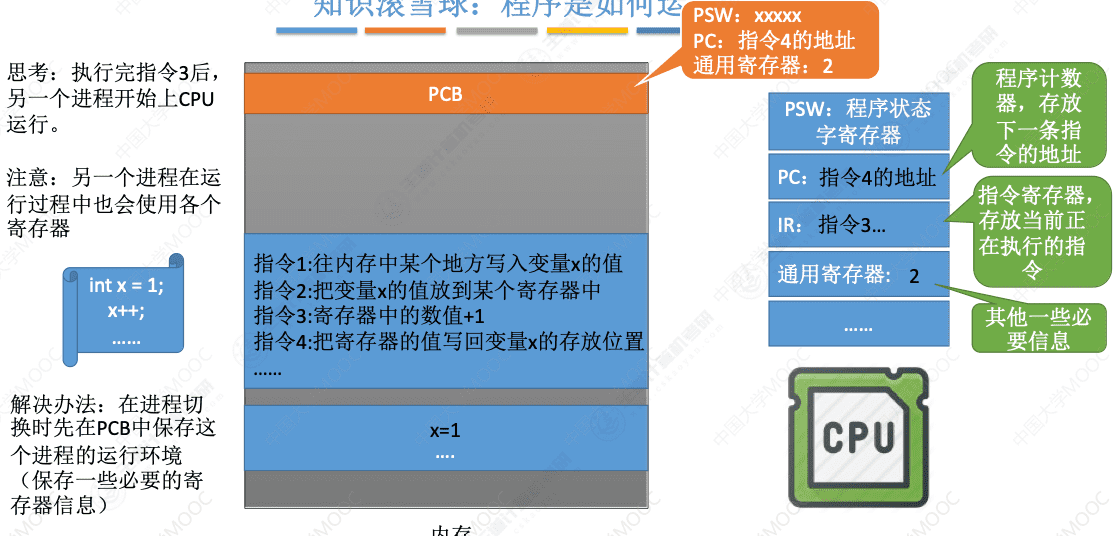 知识滚雪球：程序是如何运
PSW：xxxxx
PC：指令4的地址
通用寄存器：2
思考：执行完指令3后，
另一个进程开始上CPU
运行。
注意：另一个进程在运
行过程中也会使用各个
寄存器
int x = 1;
x++;
……
解决办法：在进程切
换时先在PCB中保存这
个进程的运行环境
（保存一些必要的寄
存器信息）
PCB
指令1:往内存中某个地方写入变量x的值
指令2:把变量x的值放到某个寄存器中
指令3:寄存器中的数值+1
指令4:把寄存器的值写回变量x的存放位置
……
x=1
….
内存
PSW：程序状态
字寄存器
PC：指令4的地址
IR：指令3…
通用寄存器：2
……
程序计数
器，存放
下一条指
令的地址
指令寄存器，
存放当前正
在执行的指
令
其他一些必
要信息
CPU
中国大学MOOC